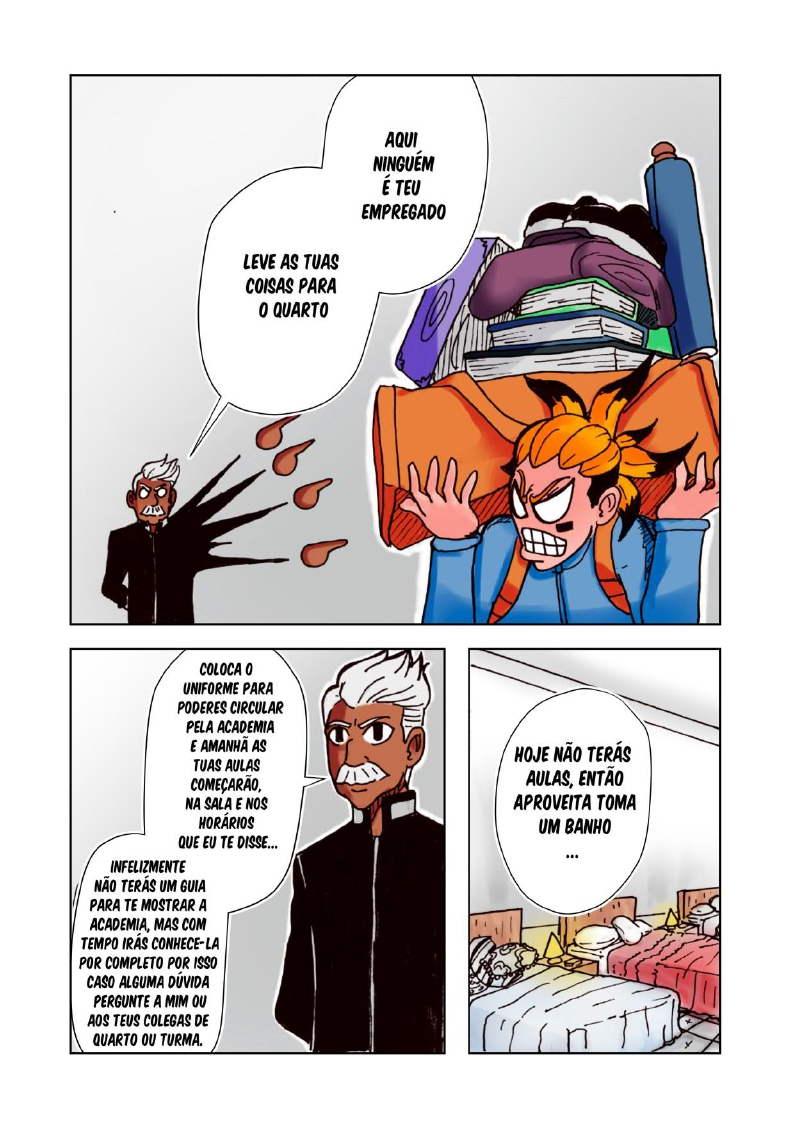 AQUI
NINGUÉM
É TEU
EMPREGADO
LEVE AS TUAS
COISAS PARA
O QUARTO
COLOCA O
UNIFORME PARA
PODERES CIRCULAR
PELA ACADEMIA
E AMANHÃ AS
TUAS AULAS
COMEÇARÃO,
NA SALA E NOS
HORÁRIOS
QUE EU TE DISSE...
INFELIZMENTE
NÃO TERÁS UM GUIA
PARA TE MOSTRAR A
ACADEMIA, MAS COM
TEMPO IRÁS CONHECE-LA
POR COMPLETO POR ISSO
CASO ALGUMA DÚVIDA
PERGUNTE A MIM OU
AOS TEUS COLEGAS DE
QUARTO OU TURMA.
HOJE NÃO TERÁS
AULAS, ENTÃO
APROVEITA TOMA
UM BANHO
...